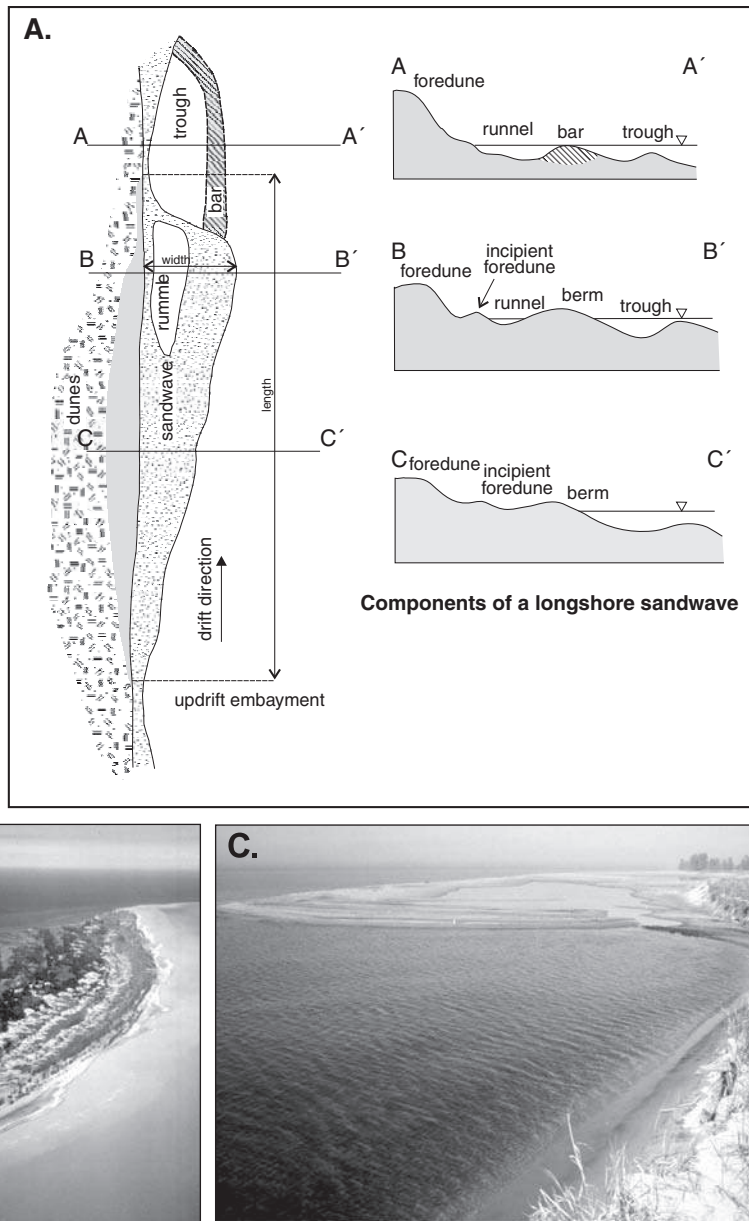 A.
trough
bar
A
A´
B
B´
width
rummle
sandwave
length
dunes
C
C´
drift direction
updrift embayment
A
A´
foredune
runnel
bar
trough
B
B´
foredune
incipient
foredune
runnel
berm
trough
C
C´
foredune
incipient
foredune
berm
Components of a longshore sandwave
C.